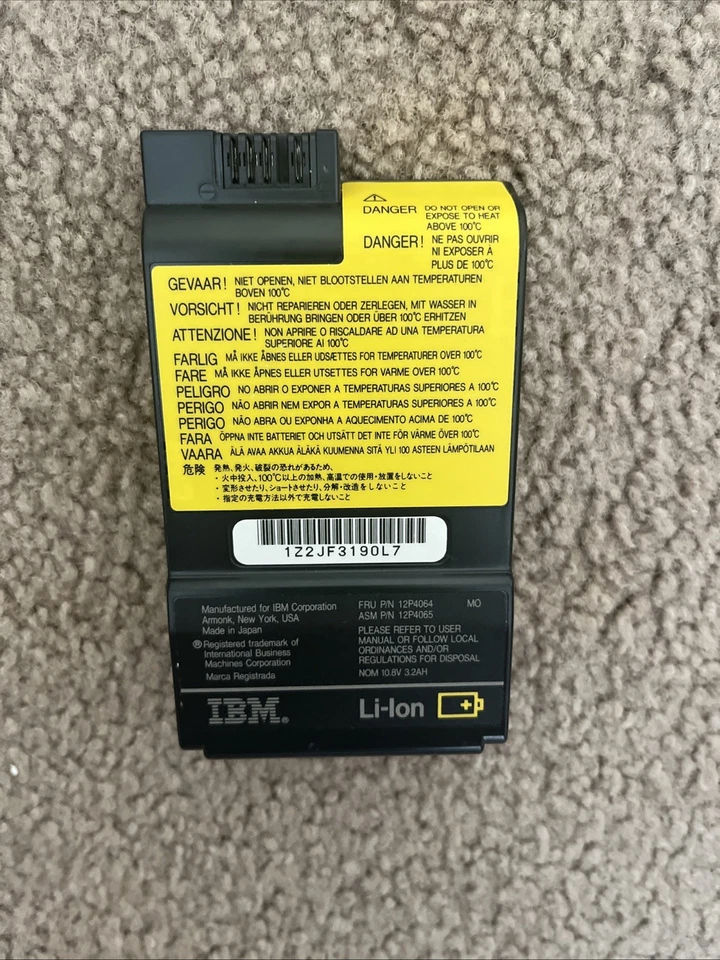 DANGER DO NOT OPEN OR
EXPOSE TO HEAT
ABOVE 100℃
DANGER! NE PAS OUVRIR
NI EXPOSER A
PLUS DE 100℃
GEVAAR! NIET OPENEN, NIET BLOOTSTELLEN AAN TEMPERATUREN
BOVEN 100℃
VORSICHT! NICHT REPARIEREN ODER ZERLEGEN, MIT WASSER IN
BERÜHRUNG BRINGEN ODER ÜBER 100℃ ERHITZEN
ATTENZIONE! NON APRIRE O RISCALDARE AD UNA TEMPERATURA
SUPERIORE AI 100℃
FARLIG MÅ IKKE ÅBNES ELLER UDSÆTTES FOR TEMPERATURER OVER 100℃
FARE MÅ IKKE ÅPNES ELLER UTSETTES FOR VARME OVER 100℃
PELIGRO NO ABRIR O EXPONER A TEMPERATURAS SUPERIORES A 100℃
PERIGO NÃO ABRIR NEM EXPOR A TEMPERATURAS SUPERIORES A 100℃
PERIGO NÃO ABRA OU EXPONHA A AQUECIMENTO ACIMA DE 100℃
FARA ÖPPNA INTE BATTERIET OCH UTSÄTT DET INTE FÖR VÄRME ÖVER 100℃
VAARA ÄLÄ AVAA AKKUA ÄLÄKÄ KUUMENNA SITÄ YLI 100 ASTEEN LÄMPÖTILAAN
危険 発熱、発火、破裂の恐れがあるため、
・火中投入、100℃以上の加熱、高温での使用・放置をしないこと
・変形させたり、ショートさせたり、分解・改造をしないこと
・指定の充電方法以外で充電しないこと
1Z2JF3190L7
Manufactured for IBM Corporation
Armonk, New York, USA
Made in Japan
®Registered trademark of
International Business
Machines Corporation
Marca Registrada
FRU P/N 12P4064 MO
ASM P/N 12P4065
PLEASE REFER TO USER
MANUAL OR FOLLOW LOCAL
ORDINANCES AND/OR
REGULATIONS FOR DISPOSAL
NOM 10.8V 3.2AH
IBM® Li-Ion